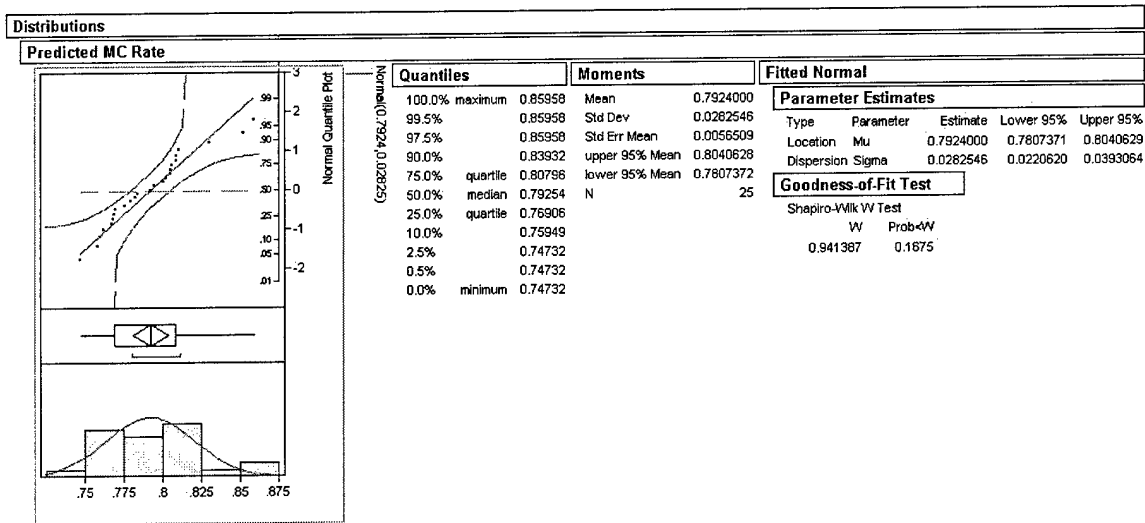 Distributions
Predicted MC Rate
3
2
1
0
-1
-2
.99
.95
.90
.75
.50
.25
.10
.05
.01
Normal Quantile Plot
Normal(0.7924,0.02825)
.75 .775 .8 .825 .85 .875
Quantiles
100.0% maximum 0.85958
99.5% 0.85958
97.5% 0.85958
90.0% 0.83932
75.0% quartile 0.80796
50.0% median 0.79254
25.0% quartile 0.76906
10.0% 0.75949
2.5% 0.74732
0.5% 0.74732
0.0% minimum 0.74732
Moments
Mean 0.7924000
Std Dev 0.0282546
Std Err Mean 0.0056509
upper 95% Mean 0.8040628
lower 95% Mean 0.7807372
N 25
Fitted Normal
Parameter Estimates
Type Parameter Estimate Lower 95% Upper 95%
Location Mu 0.7924000 0.7807371 0.8040629
Dispersion Sigma 0.0282546 0.0220620 0.0393064
Goodness-of-Fit Test
Shapiro-Wilk W Test
W Prob<W
0.941387 0.1675